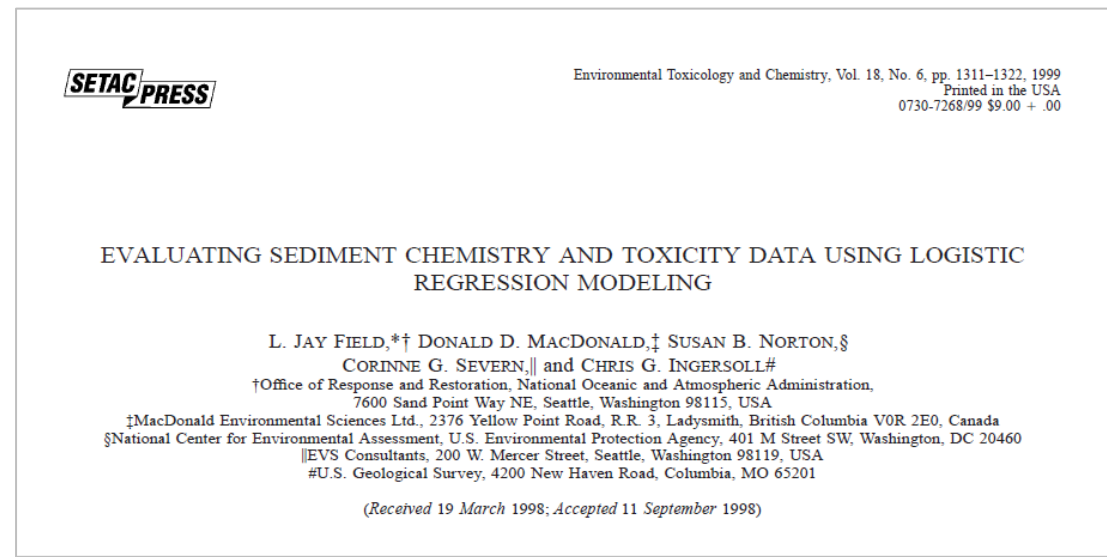 SETAC PRESS
Environmental Toxicology and Chemistry, Vol. 18, No. 6, pp. 1311–1322, 1999
Printed in the USA
0730-7268/99 $9.00 + .00
EVALUATING SEDIMENT CHEMISTRY AND TOXICITY DATA USING LOGISTIC
REGRESSION MODELING
L. JAY FIELD,*† DONALD D. MACDONALD,‡ SUSAN B. NORTON,§
CORINNE G. SEVERN,‖ and CHRIS G. INGERSOLL#
†Office of Response and Restoration, National Oceanic and Atmospheric Administration,
7600 Sand Point Way NE, Seattle, Washington 98115, USA
‡MacDonald Environmental Sciences Ltd., 2376 Yellow Point Road, R.R. 3, Ladysmith, British Columbia V0R 2E0, Canada
§National Center for Environmental Assessment, U.S. Environmental Protection Agency, 401 M Street SW, Washington, DC 20460
‖EVS Consultants, 200 W. Mercer Street, Seattle, Washington 98119, USA
#U.S. Geological Survey, 4200 New Haven Road, Columbia, MO 65201
(Received 19 March 1998; Accepted 11 September 1998)